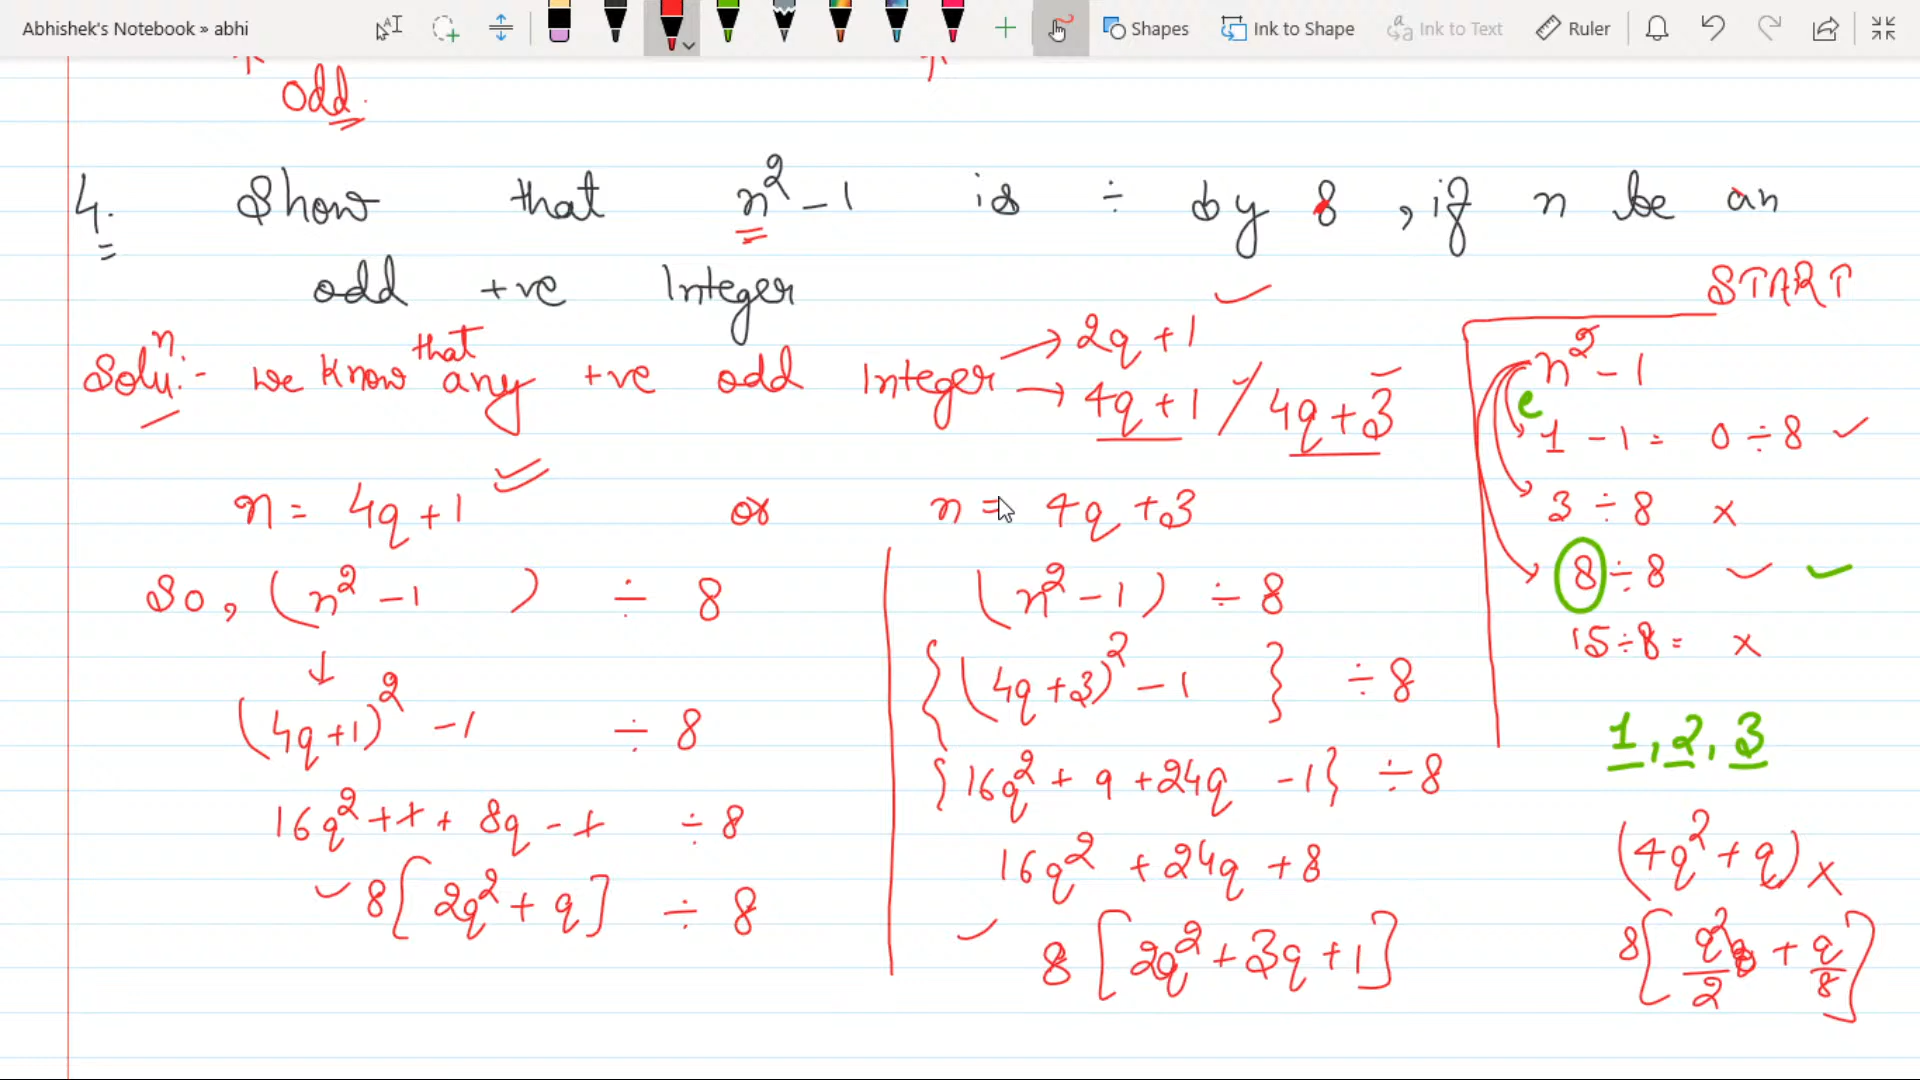 Abhishek's Notebook » abhi
Shapes
Ink to Shape
Ink to Text
Ruler
Odd.
4. Show that n² - 1 is ÷ by 8 , if n be an
odd +ve Integer
Soluⁿ:- we know that any +ve odd Integer → 2q + 1
→ 4q + 1 / 4q + 3
n = 4q + 1 or n = 4q + 3
So, (n² - 1 ) ÷ 8
↓
(4q + 1)² - 1 ÷ 8
16q² + 1 + 8q - 1 ÷ 8
✓ 8[2q² + q] ÷ 8
(n² - 1) ÷ 8
{(4q + 3)² - 1 } ÷ 8
{16q² + 9 + 24q - 1} ÷ 8
16q² + 24q + 8
✓ 8[2q² + 3q + 1]
START
n² - 1
e
1 - 1 = 0 ÷ 8 ✓
3 ÷ 8 x
8 ÷ 8 ✓ ✓
15 ÷ 8 = x
1, 2, 3
(4q² + q) x
8[q²/2 + q/8]